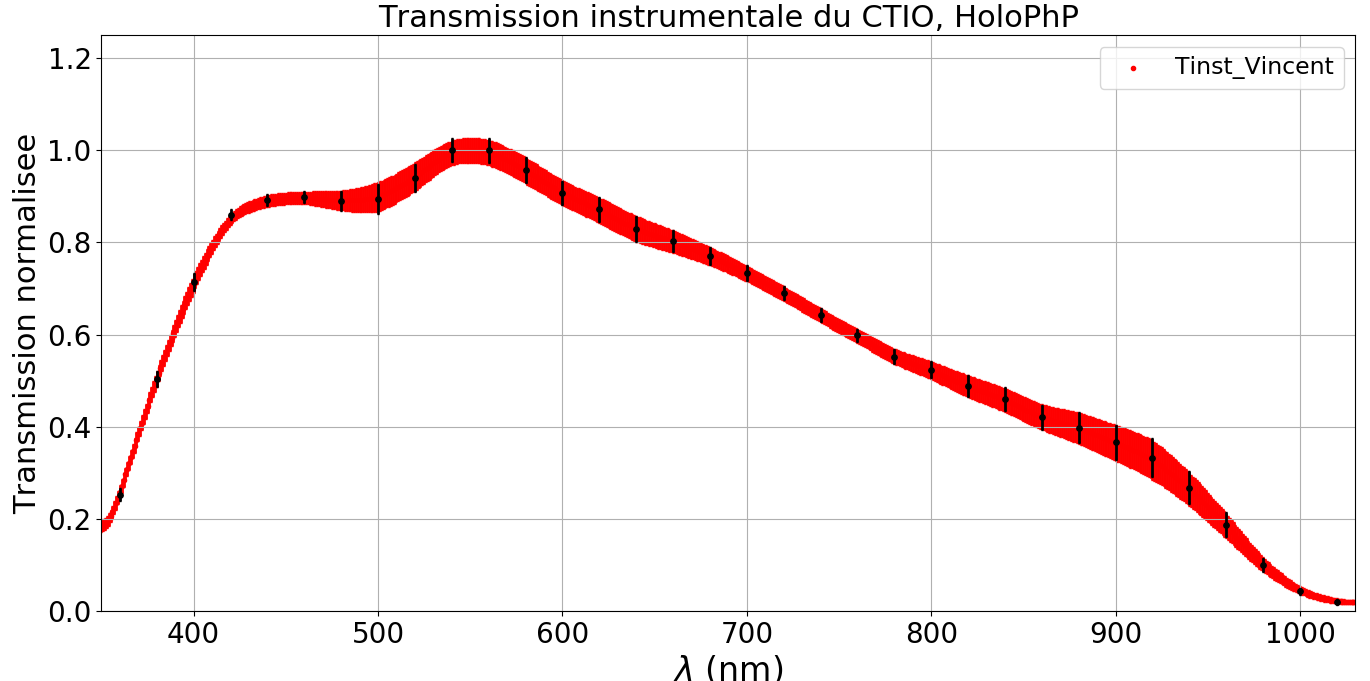 Transmission instrumentale du CTIO, HoloPhP
Tinst_Vincent
Transmission normalisee
1.2
1.0
0.8
0.6
0.4
0.2
0.0
400 500 600 700 800 900 1000
λ (nm)